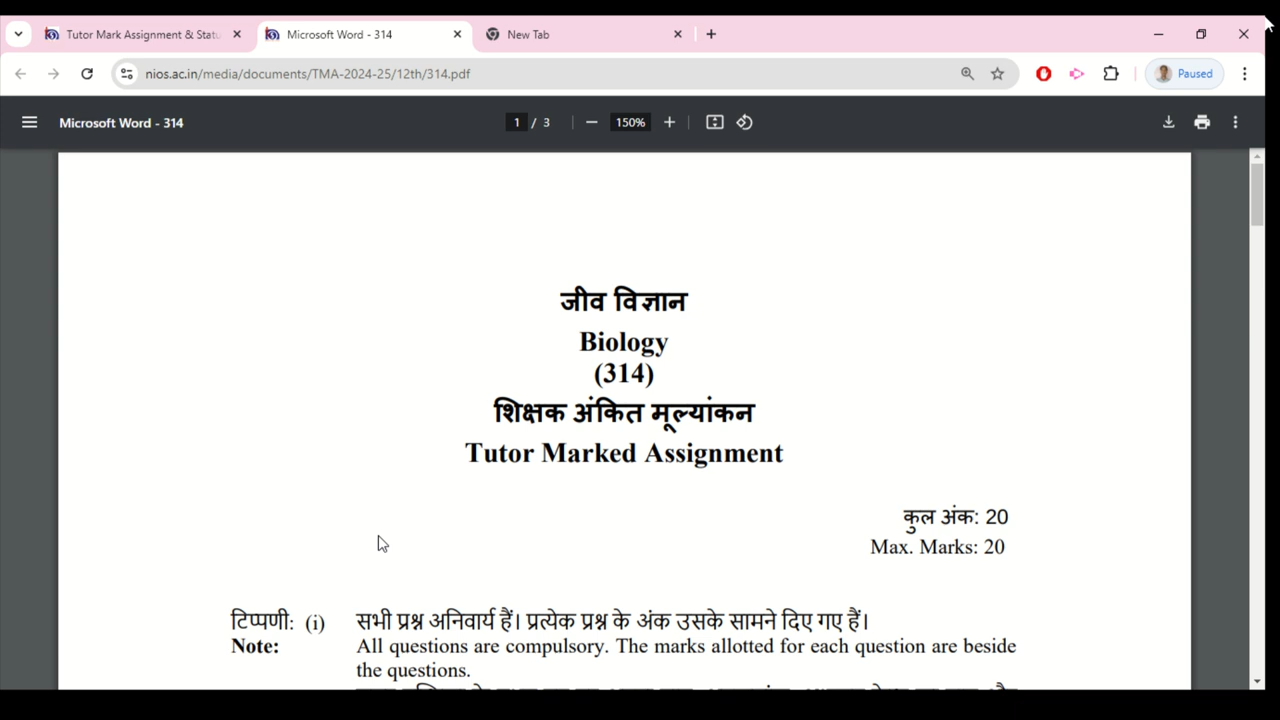 Tutor Mark Assignment & Statu
Microsoft Word - 314
New Tab
nios.ac.in/media/documents/TMA-2024-25/12th/314.pdf
Paused
Microsoft Word - 314
1 / 3
150%
जीव विज्ञान
Biology
(314)
शिक्षक अंकित मूल्यांकन
Tutor Marked Assignment
कुल अंक: 20
Max. Marks: 20
टिप्पणी: (i) सभी प्रश्न अनिवार्य हैं। प्रत्येक प्रश्न के अंक उसके सामने दिए गए हैं।
Note: All questions are compulsory. The marks allotted for each question are beside
the questions.